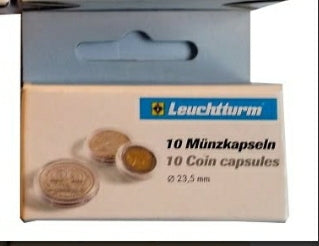 Leuchtturm
10 Münzkapseln
10 Coin capsules
Ø 23,5 mm